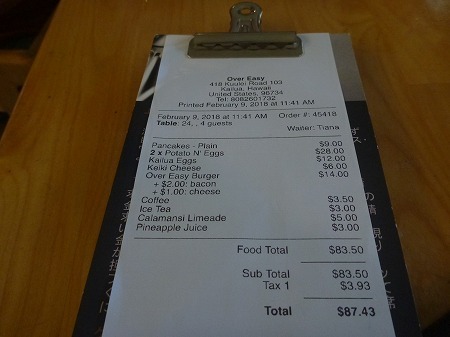 Over Easy
418 Kuulei Road 103
Kailua, Hawaii
United States, 96734
Tel: 8082601732
Printed February 9, 2018 at 11:41 AM
February 9, 2018 at 11:41 AM Order #: 45418
Table: 24, , 4 guests
Waiter: Tiana
Pancakes - Plain $9.00
2 x Potato N' Eggs $28.00
Kailua Eggs $12.00
Keiki Cheese $6.00
Over Easy Burger $14.00
+ $2.00: bacon
+ $1.00: cheese
Coffee $3.50
Ice Tea $3.00
Calamansi Limeade $5.00
Pineapple Juice $3.00
Food Total $83.50
Sub Total $83.50
Tax 1 $3.93
Total $87.43